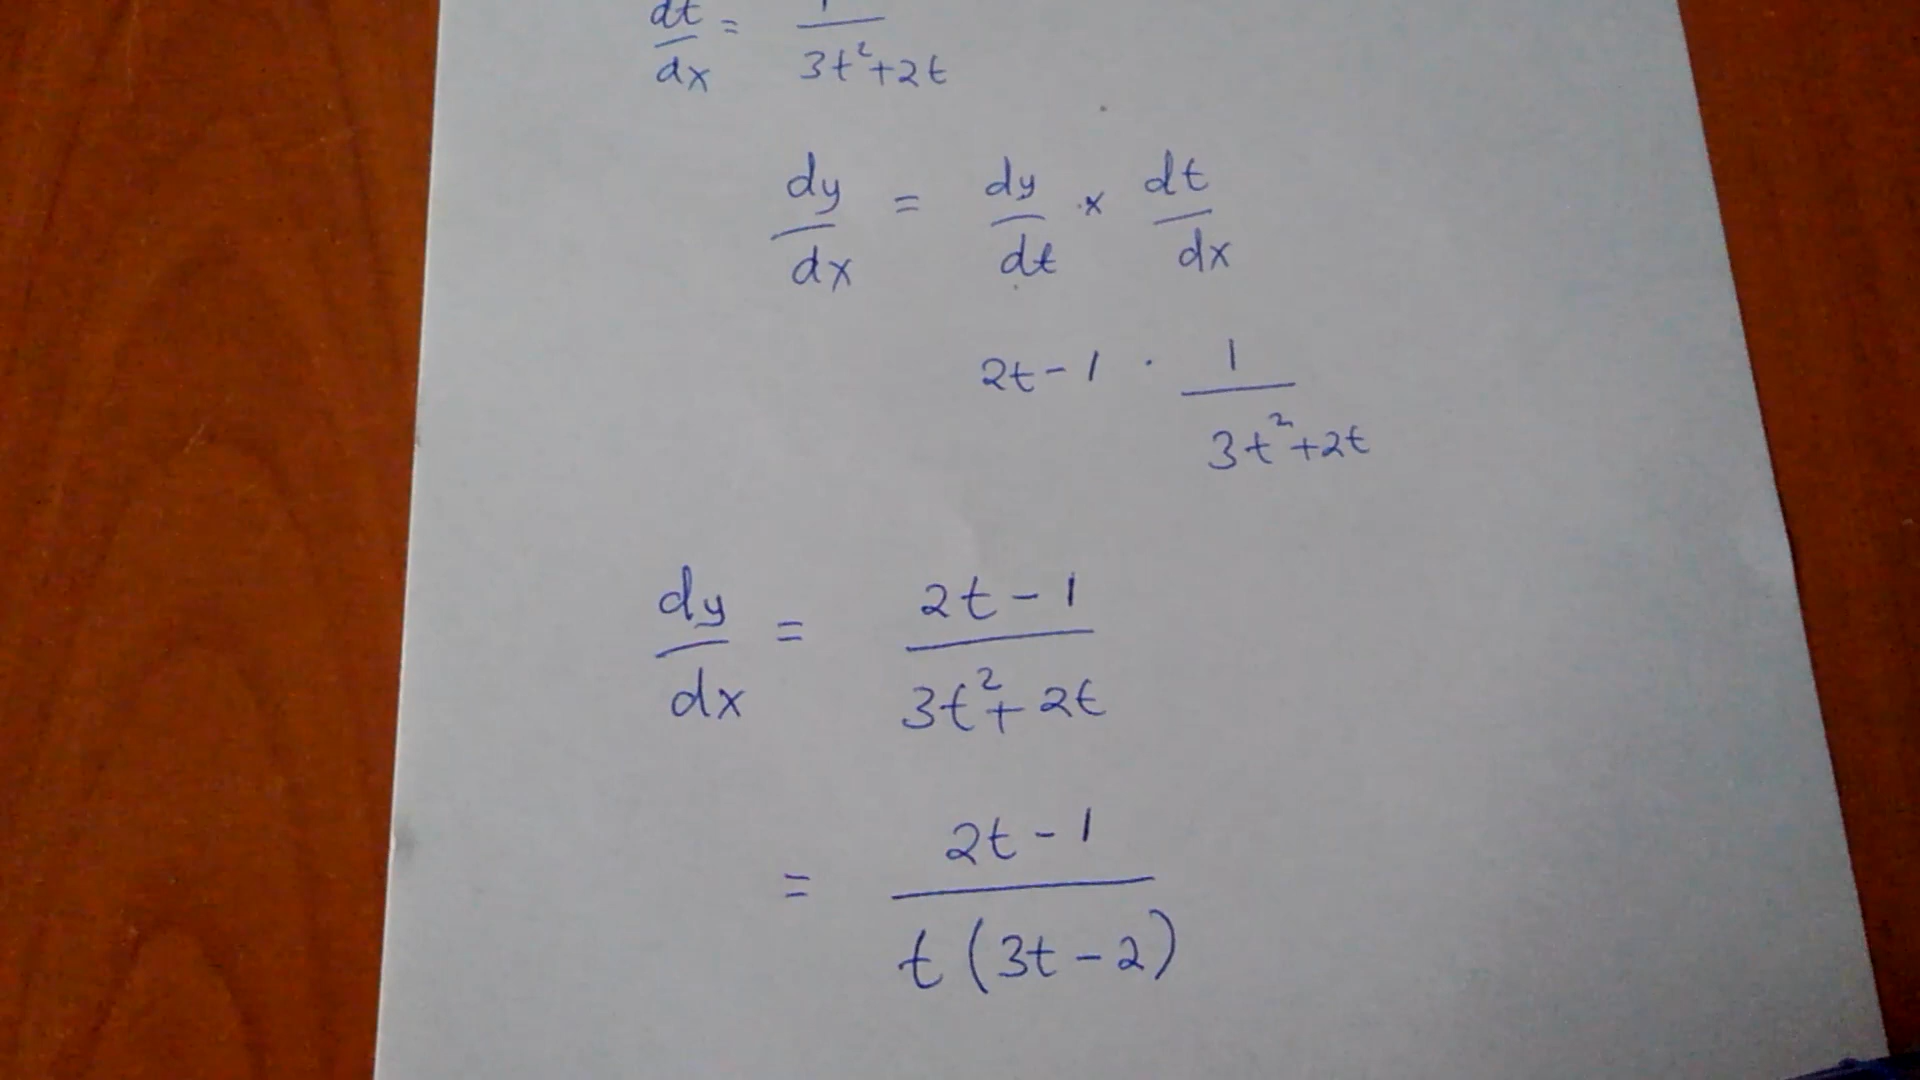 dt/dx = 1/(3t²+2t)
dy/dx = dy/dt × dt/dx
2t-1 · 1/(3t²+2t)
dy/dx = (2t-1)/(3t²+2t)
= (2t-1)/(t(3t-2))